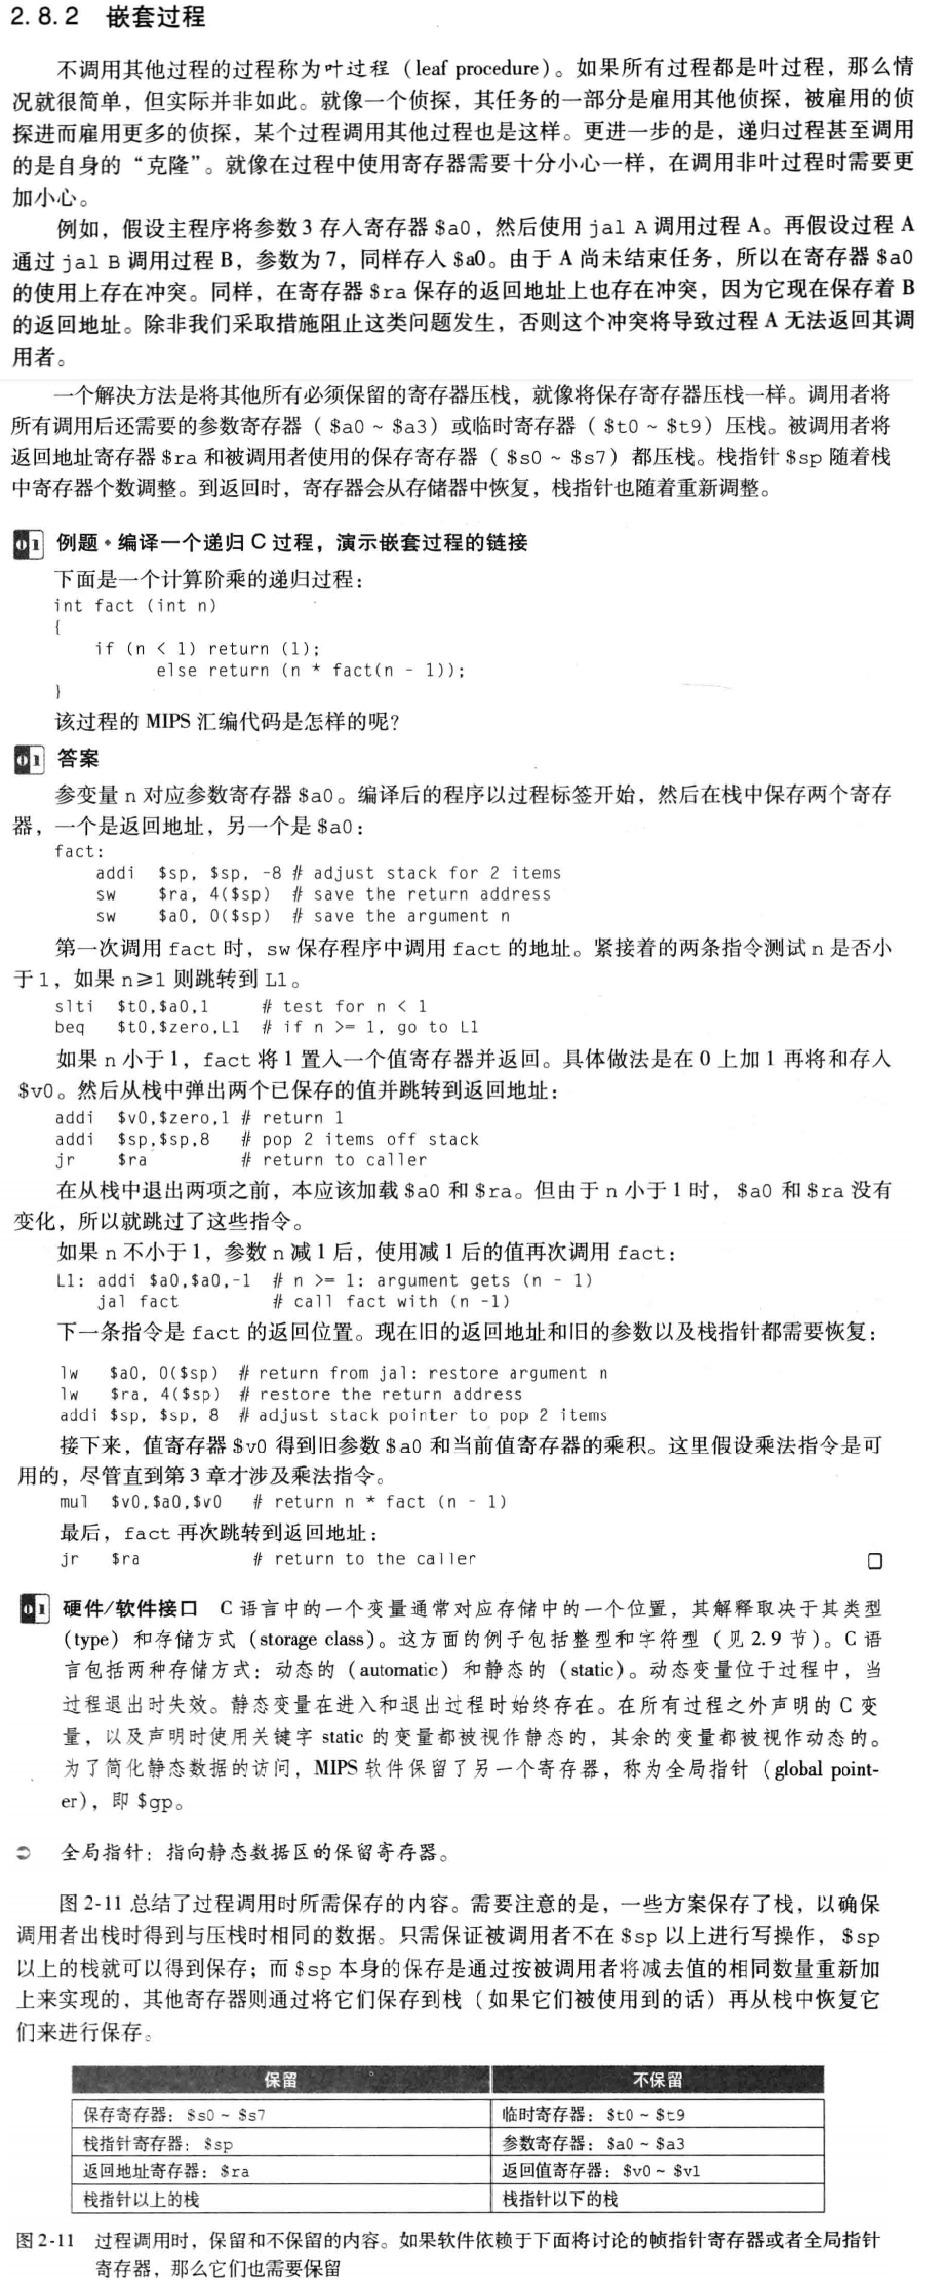 2.8.2 嵌套过程
不调用其他过程的过程称为叶过程（leaf procedure）。如果所有过程都是叶过程，那么情
况就很简单，但实际并非如此。就像一个侦探，其任务的一部分是雇用其他侦探，被雇用的侦
探进而雇用更多的侦探，某个过程调用其他过程也是这样。更进一步的是，递归过程甚至调用
的是自身的“克隆”。就像在过程中使用寄存器需要十分小心一样，在调用非叶过程时需要更
加小心。
例如，假设主程序将参数 3 存入寄存器 $a0，然后使用 jal A 调用过程 A。再假设过程 A
通过 jal B 调用过程 B，参数为 7，同样存入 $a0。由于 A 尚未结束任务，所以在寄存器 $a0
的使用上存在冲突。同样，在寄存器 $ra 保存的返回地址上也存在冲突，因为它现在保存着 B
的返回地址。除非我们采取措施阻止这类问题发生，否则这个冲突将导致过程 A 无法返回其调
用者。
一个解决方法是将其他所有必须保留的寄存器压栈，就像将保存寄存器压栈一样。调用者将
所有调用后还需要的参数寄存器（ $a0 ~ $a3）或临时寄存器（ $t0 ~ $t9）压栈。被调用者将
返回地址寄存器 $ra 和被调用者使用的保存寄存器（ $s0 ~ $s7）都压栈。栈指针 $sp 随着栈
中寄存器个数调整。到返回时，寄存器会从存储器中恢复，栈指针也随着重新调整。
01 例题·编译一个递归 C 过程，演示嵌套过程的链接
下面是一个计算阶乘的递归过程：
int fact (int n)
{
if (n < 1) return (1);
else return (n * fact(n - 1));
}
该过程的 MIPS 汇编代码是怎样的呢？
01 答案
参变量 n 对应参数寄存器 $a0。编译后的程序以过程标签开始，然后在栈中保存两个寄存
器，一个是返回地址，另一个是 $a0：
fact:
addi $sp, $sp, -8 # adjust stack for 2 items
sw $ra, 4($sp) # save the return address
sw $a0, 0($sp) # save the argument n
第一次调用 fact 时，sw 保存程序中调用 fact 的地址。紧接着的两条指令测试 n 是否小
于 1，如果 n≥1 则跳转到 L1。
slti $t0,$a0,1 # test for n < 1
beq $t0,$zero,L1 # if n >= 1, go to L1
如果 n 小于 1，fact 将 1 置入一个值寄存器并返回。具体做法是在 0 上加 1 再将和存入
$v0。然后从栈中弹出两个已保存的值并跳转到返回地址：
addi $v0,$zero,1 # return 1
addi $sp,$sp,8 # pop 2 items off stack
jr $ra # return to caller
在从栈中退出两项之前，本应该加载 $a0 和 $ra。但由于 n 小于 1 时， $a0 和 $ra 没有
变化，所以就跳过了这些指令。
如果 n 不小于 1，参数 n 减 1 后，使用减 1 后的值再次调用 fact：
L1: addi $a0,$a0,-1 # n >= 1: argument gets (n - 1)
jal fact # call fact with (n -1)
下一条指令是 fact 的返回位置。现在旧的返回地址和旧的参数以及栈指针都需要恢复：
lw $a0, 0($sp) # return from jal: restore argument n
lw $ra, 4($sp) # restore the return address
addi $sp, $sp, 8 # adjust stack pointer to pop 2 items
接下来，值寄存器 $v0 得到旧参数 $a0 和当前值寄存器的乘积。这里假设乘法指令是可
用的，尽管直到第 3 章才涉及乘法指令。
mul $v0,$a0,$v0 # return n * fact (n - 1)
最后，fact 再次跳转到返回地址：
jr $ra # return to the caller
01 硬件/软件接口 C 语言中的一个变量通常对应存储中的一个位置，其解释取决于其类型
（type）和存储方式（storage class）。这方面的例子包括整型和字符型（见 2.9 节）。C 语
言包括两种存储方式：动态的（automatic）和静态的（static）。动态变量位于过程中，当
过程退出时失效。静态变量在进入和退出过程时始终存在。在所有过程之外声明的 C 变
量，以及声明时使用关键字 static 的变量都被视作静态的，其余的变量都被视作动态的。
为了简化静态数据的访问，MIPS 软件保留了另一个寄存器，称为全局指针（global point-
er），即 $gp。
全局指针：指向静态数据区的保留寄存器。
图 2-11 总结了过程调用时所需保存的内容。需要注意的是，一些方案保存了栈，以确保
调用者出栈时得到与压栈时相同的数据。只需保证被调用者不在 $sp 以上进行写操作， $sp
以上的栈就可以得到保存；而 $sp 本身的保存是通过按被调用者将减去值的相同数量重新加
上来实现的，其他寄存器则通过将它们保存到栈（如果它们被使用到的话）再从栈中恢复它
们来进行保存。
保留 不保留
保存寄存器： $s0 ~ $s7 临时寄存器： $t0 ~ $t9
栈指针寄存器： $sp 参数寄存器： $a0 ~ $a3
返回地址寄存器： $ra 返回值寄存器： $v0 ~ $v1
栈指针以上的栈 栈指针以下的栈
图 2-11 过程调用时，保留和不保留的内容。如果软件依赖于下面将讨论的帧指针寄存器或者全局指针
寄存器，那么它们也需要保留